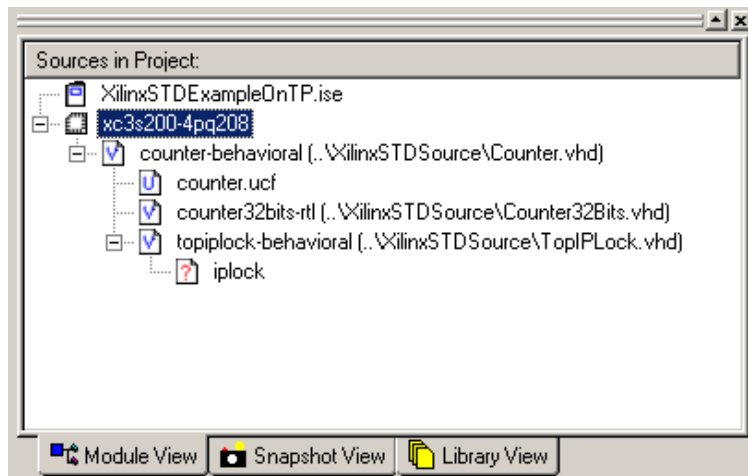 Sources in Project:
XilinxSTDExampleOnTP.ise
xc3s200-4pq208
counter-behavioral (..\XilinxSTDSource\Counter.vhd)
counter.ucf
counter32bits-rtl (..\XilinxSTDSource\Counter32Bits.vhd)
topiplock-behavioral (..\XilinxSTDSource\TopIPLock.vhd)
iplock
Module View Snapshot View Library View